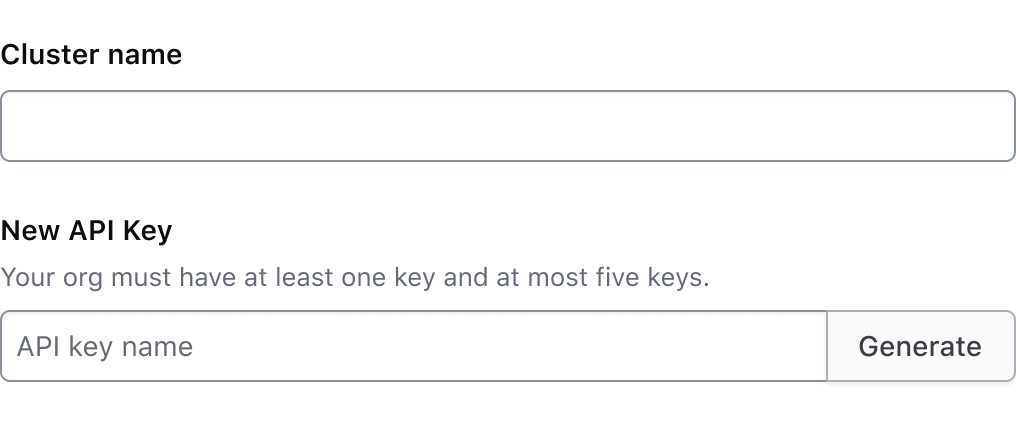 Cluster name
New API Key
Your org must have at least one key and at most five keys.
API key name
Generate